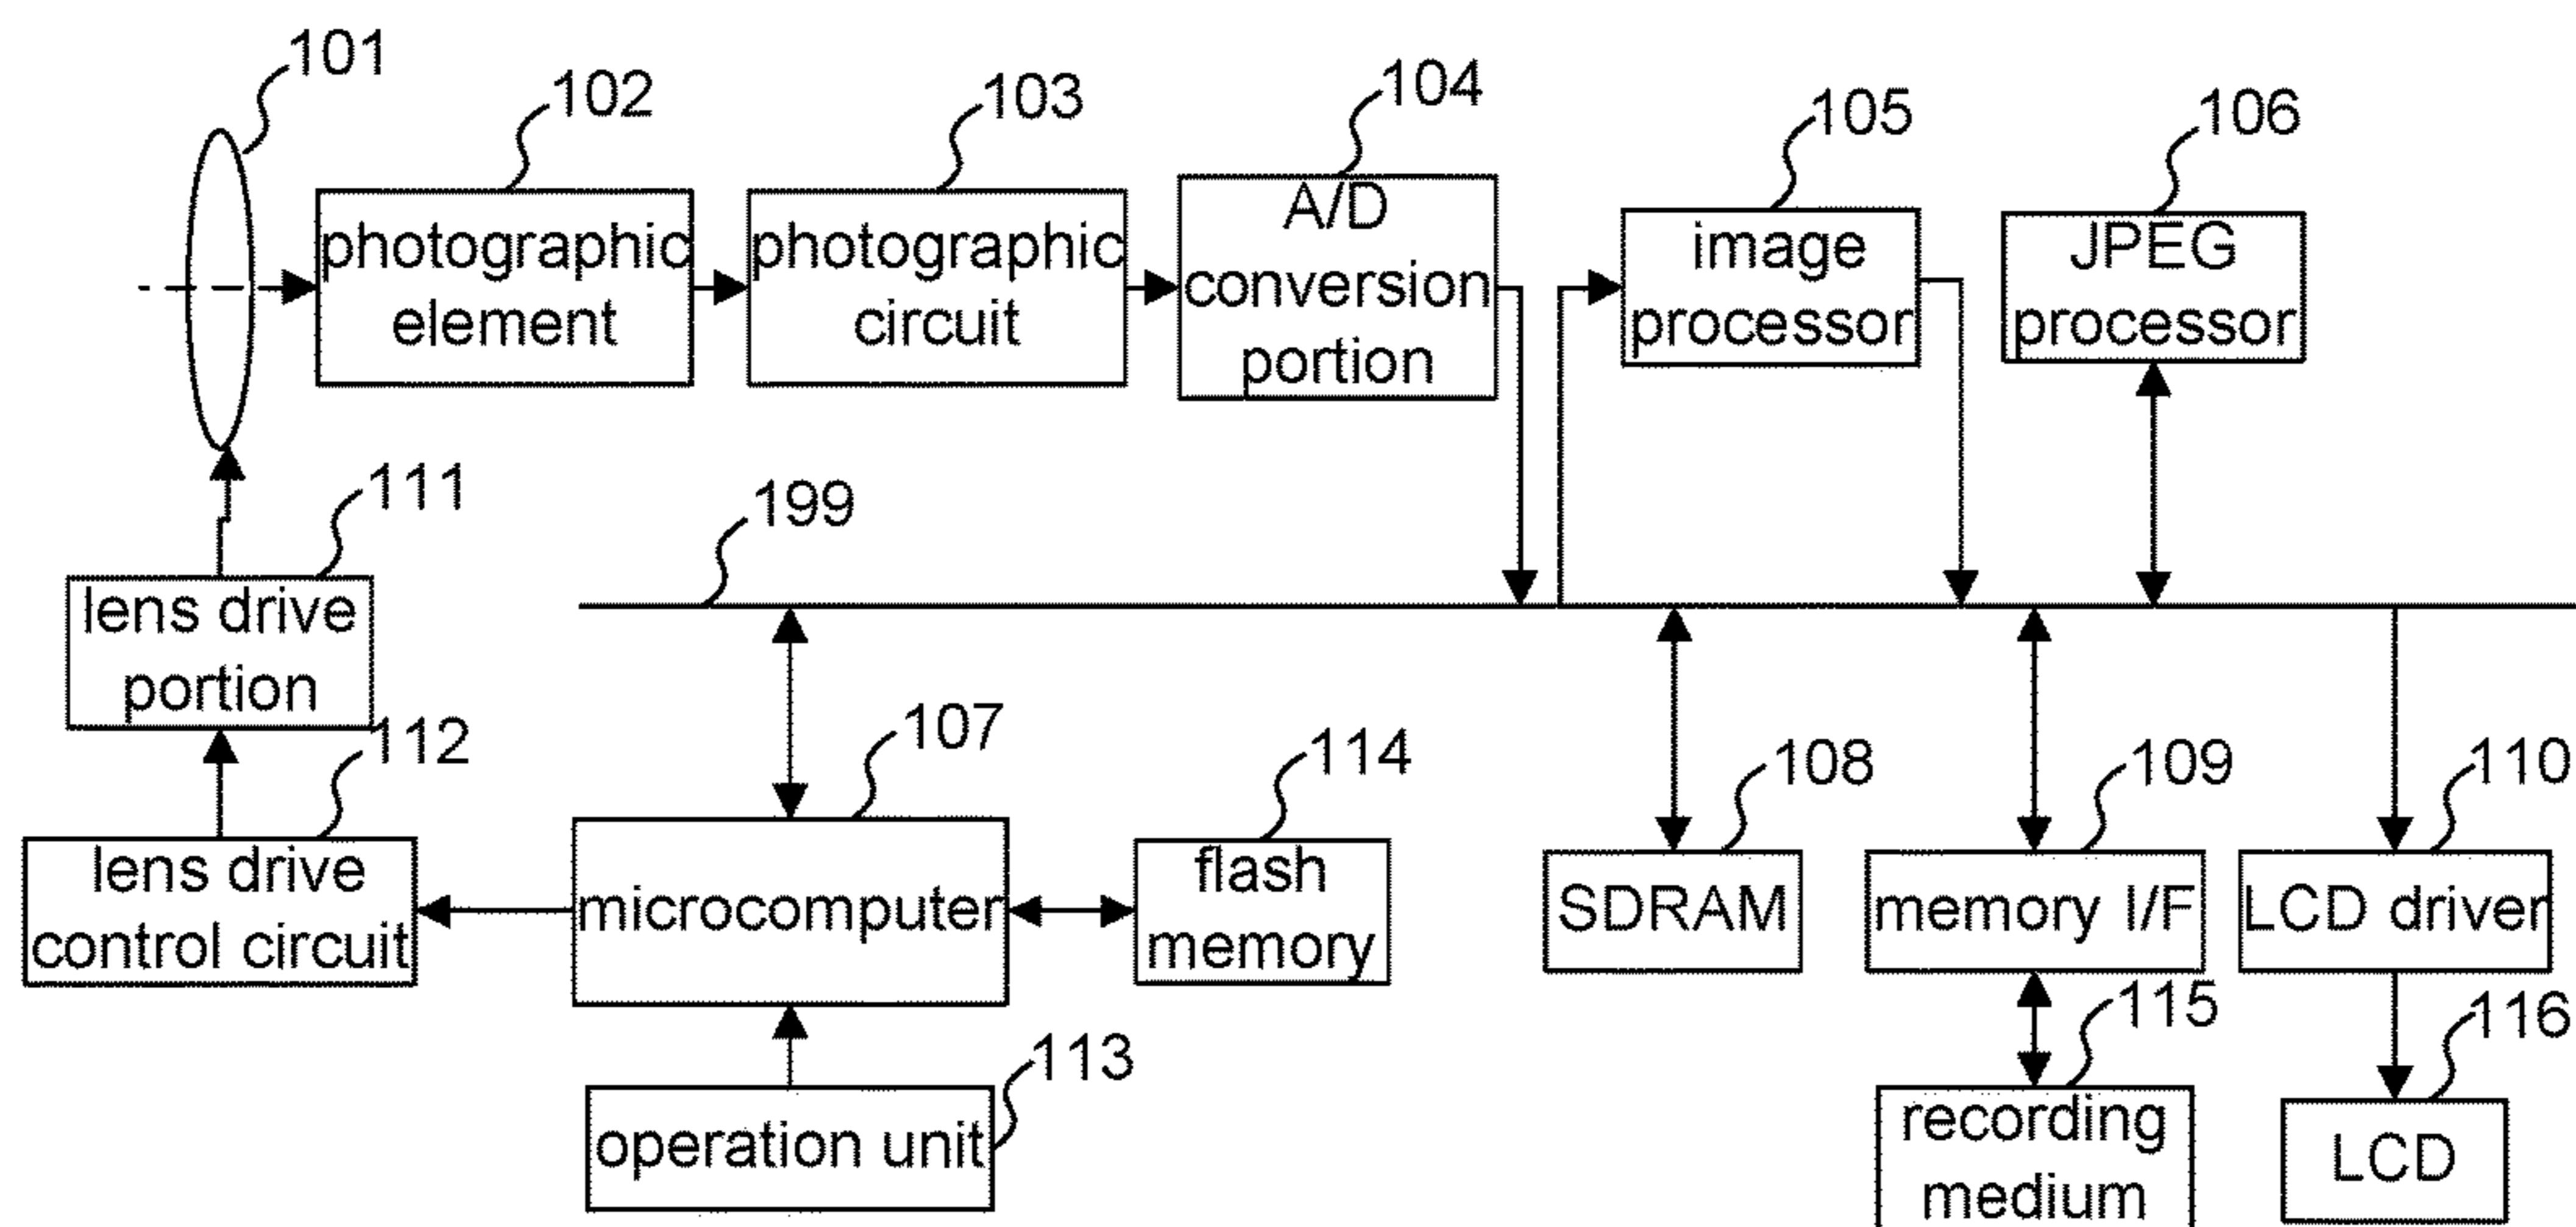 101
102
103
104
105
106
photographic
element
photographic
circuit
A/D
conversion
portion
image
processor
JPEG
processor
111
199
lens drive
portion
112
107
114
108
109
110
lens drive
control circuit
microcomputer
flash
memory
SDRAM
memory I/F
LCD driver
113
115
116
operation unit
recording
medium
LCD